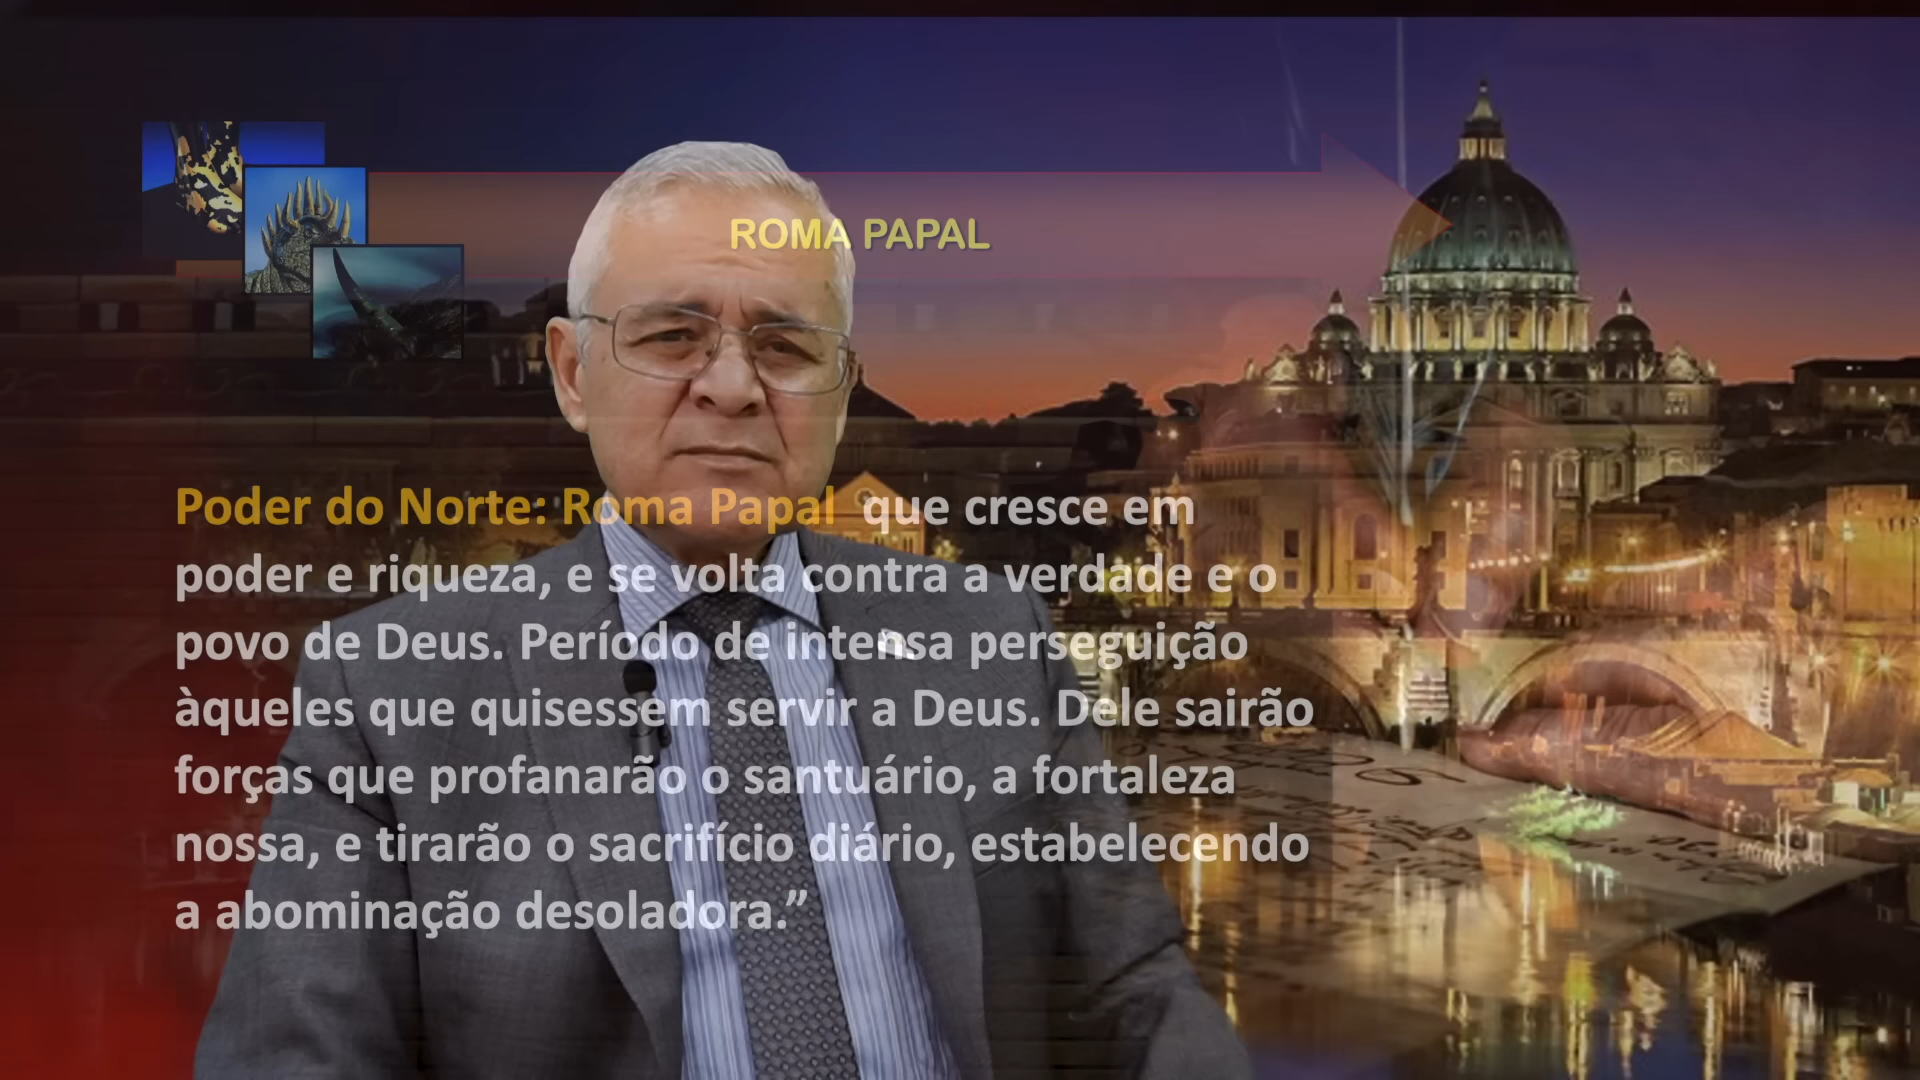 ROMA PAPAL
Poder do Norte: Roma Papal que cresce em
poder e riqueza, e se volta contra a verdade e o
povo de Deus. Período de intensa perseguição
àqueles que quisessem servir a Deus. Dele sairão
forças que profanarão o santuário, a fortaleza
nossa, e tirarão o sacrifício diário, estabelecendo
a abominação desoladora.”